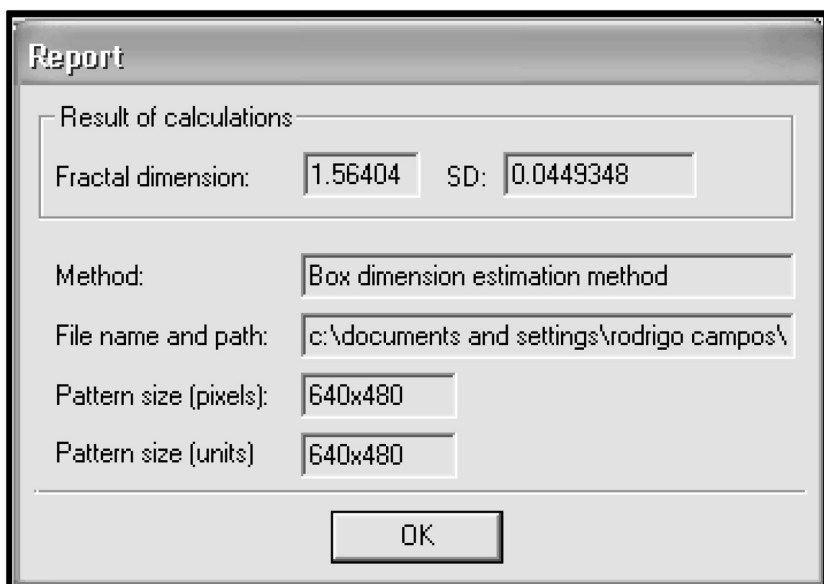 Report
Result of calculations
Fractal dimension: 1.56404 SD: 0.0449348
Method: Box dimension estimation method
File name and path: c:\documents and settings\rodrigo campos\
Pattern size (pixels): 640x480
Pattern size (units) 640x480
OK